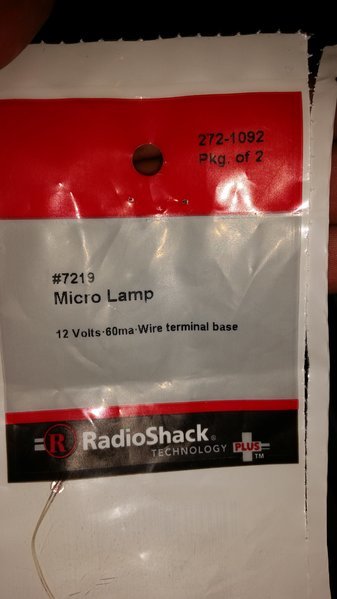 272-1092
Pkg. of 2
#7219
Micro Lamp
12 Volts·60ma·Wire terminal base
R RadioShack®
TECHNOLOGY PLUS TM